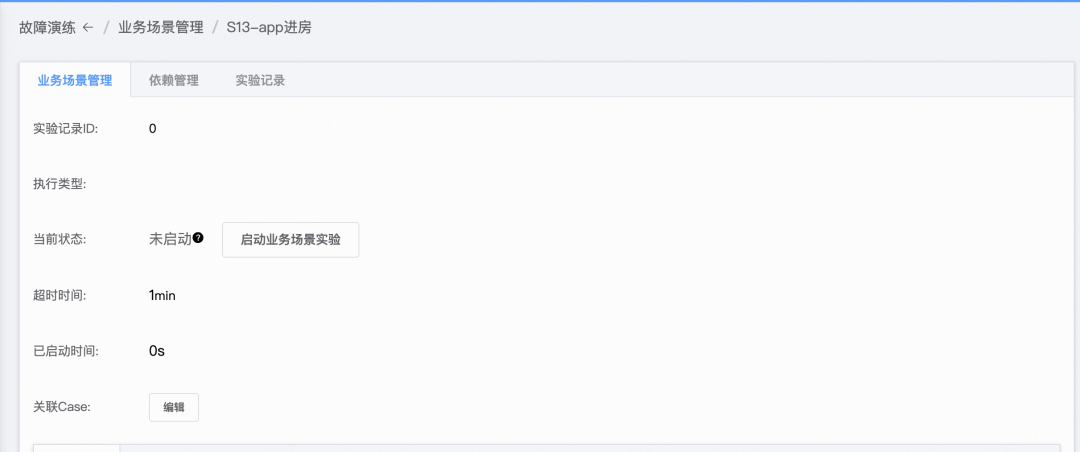 故障演练 ← / 业务场景管理 / S13-app进房
业务场景管理 依赖管理 实验记录
实验记录ID: 0
执行类型:
当前状态: 未启动? 启动业务场景实验
超时时间: 1min
已启动时间: 0s
关联Case: 编辑